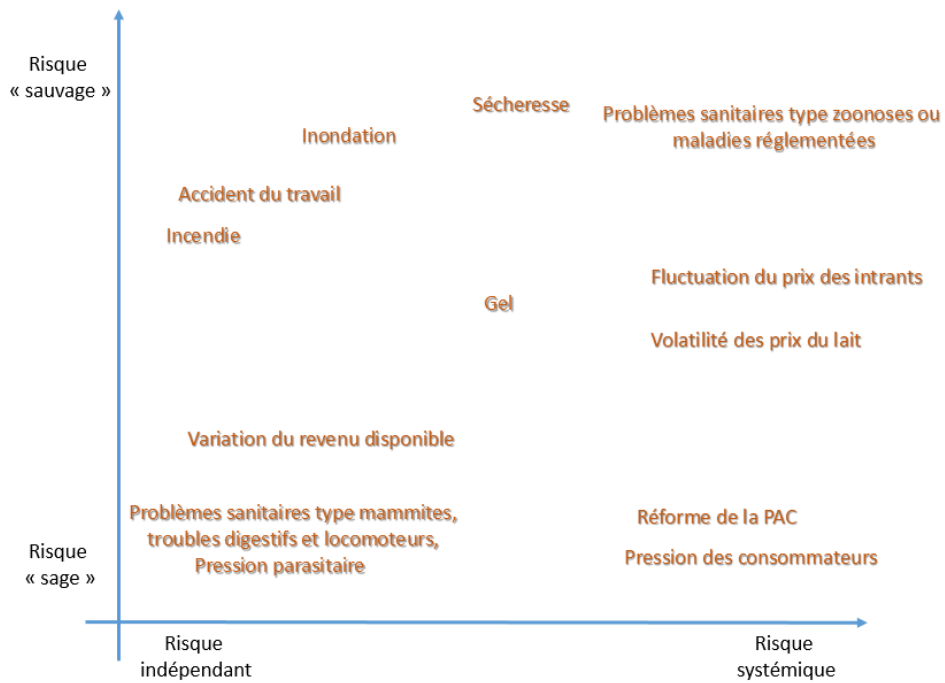 Risque
« sauvage »
Sécheresse
Problèmes sanitaires type zoonoses ou
maladies réglementées
Inondation
Accident du travail
Incendie
Fluctuation du prix des intrants
Gel
Volatilité des prix du lait
Variation du revenu disponible
Problèmes sanitaires type mammites,
troubles digestifs et locomoteurs,
Pression parasitaire
Réforme de la PAC
Pression des consommateurs
Risque
« sage »
Risque
indépendant
Risque
systémique